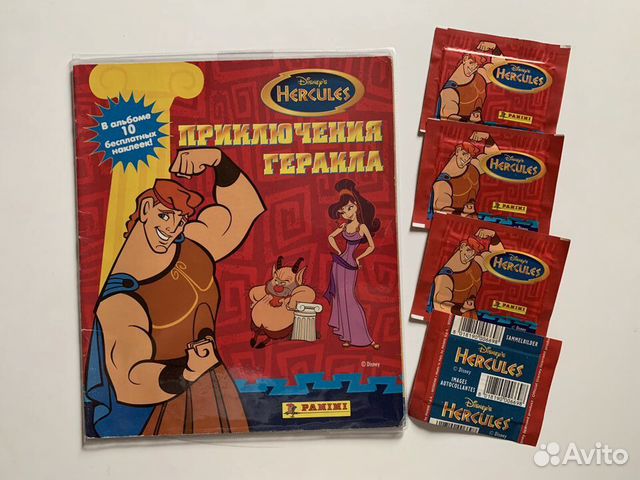 Disney's
HERCULES
В альбоме
10
бесплатных
наклеек!
ПРИКЛЮЧЕНИЯ
ГЕРАКЛА
© Disney
PANINI
Disney's
HERCULES
PANINI
Disney's
HERCULES
PANINI
Disney's
HERCULES
PANINI
SAMMELBILDER
Disney's
HERCULES
© Disney
IMAGES
AUTOCOLLANTES
Disney's
HERCULES
Avito